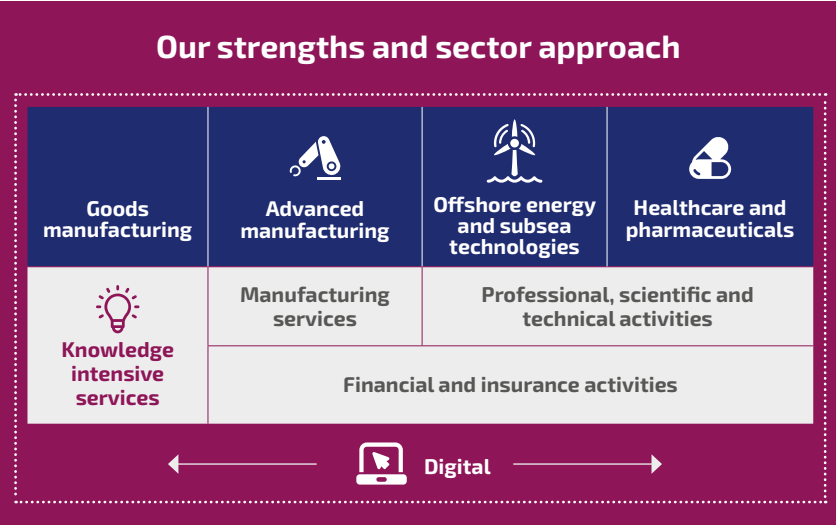 Our strengths and sector approach
Goods
manufacturing
Advanced
manufacturing
Offshore energy
and subsea
technologies
Healthcare and
pharmaceuticals
Knowledge
intensive
services
Manufacturing
services
Professional, scientific and
technical activities
Financial and insurance activities
Digital